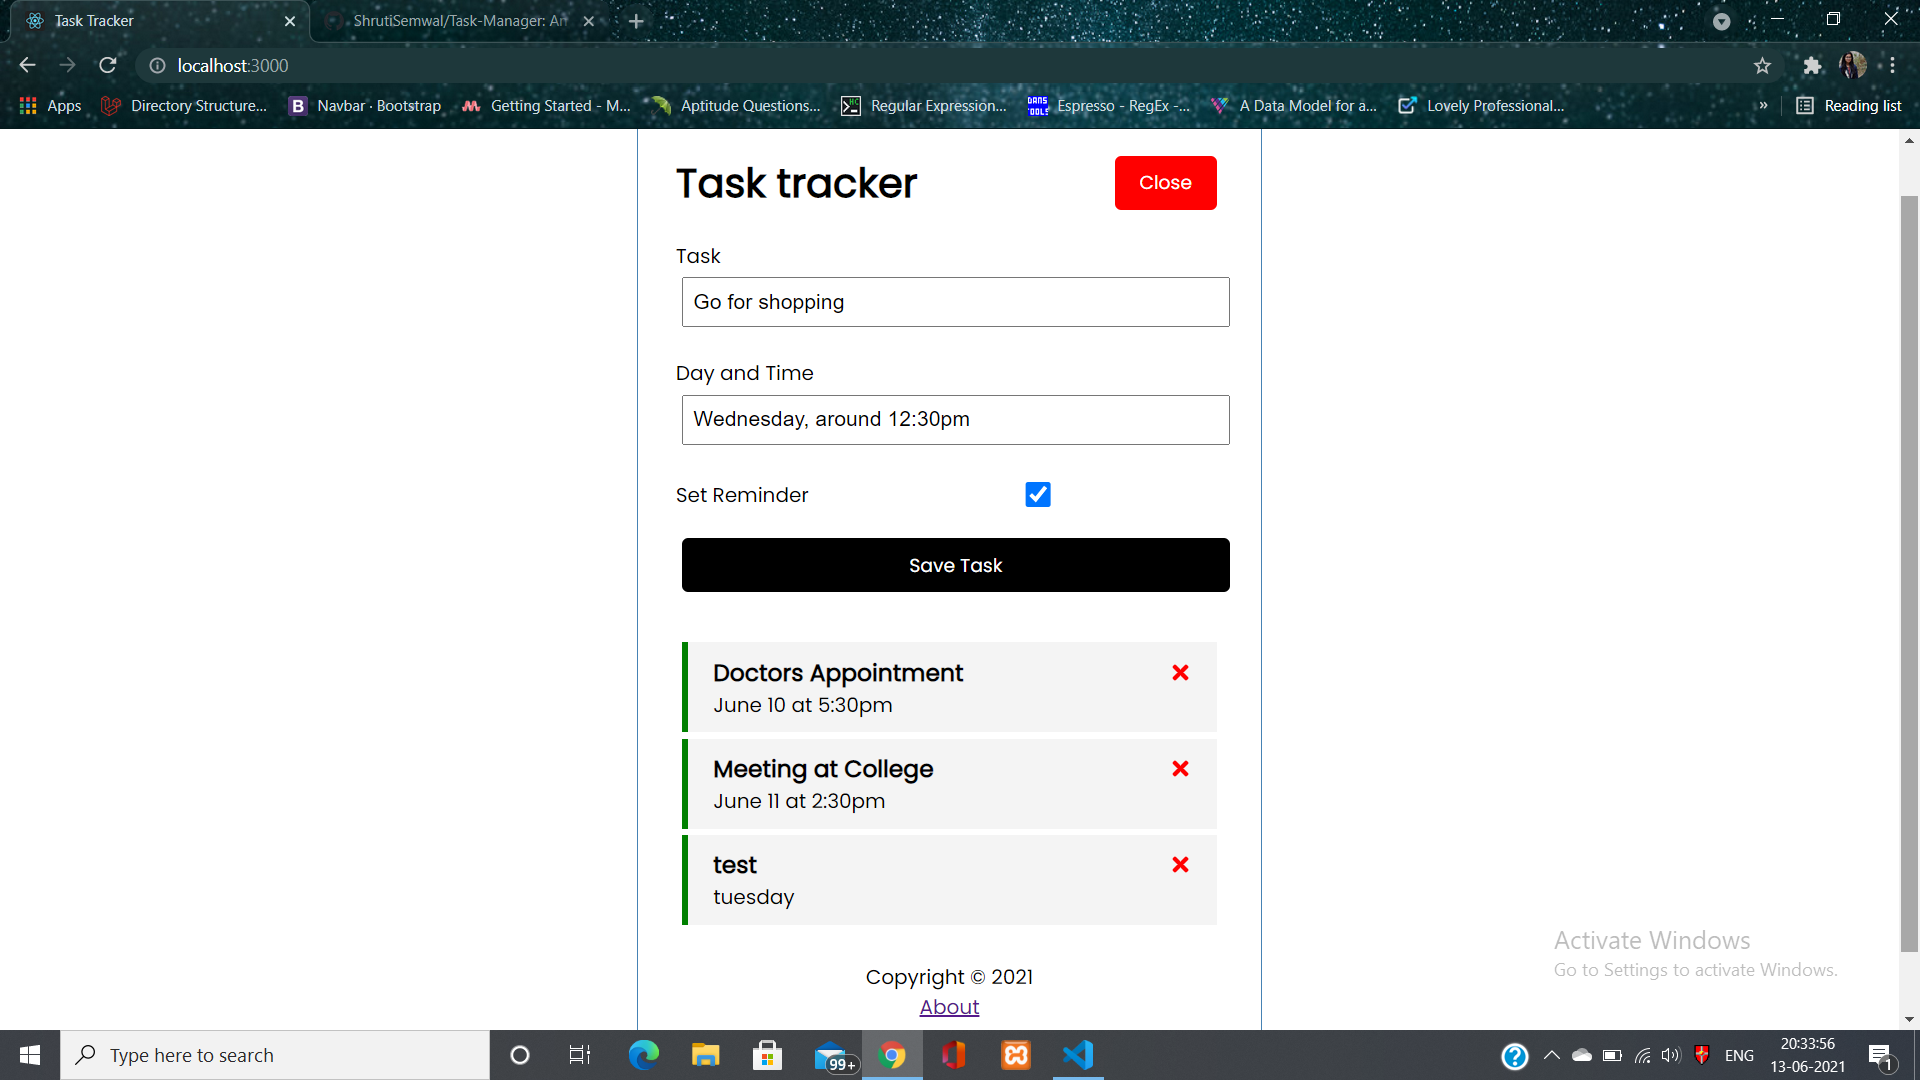 Task Tracker
ShrutiSemwal/Task-Manager: An
localhost:3000
Apps
Directory Structure...
B
Navbar · Bootstrap
Getting Started - M...
Aptitude Questions...
Regular Expression...
DANS TOOLS
Espresso - RegEx -...
A Data Model for a...
Lovely Professional...
»
Reading list
Task tracker
Close
Task
Go for shopping
Day and Time
Wednesday, around 12:30pm
Set Reminder
Save Task
Doctors Appointment
June 10 at 5:30pm
Meeting at College
June 11 at 2:30pm
test
tuesday
Activate Windows
Go to Settings to activate Windows.
Copyright © 2021
About
Type here to search
99+
ENG
20:33:56
13-06-2021
1